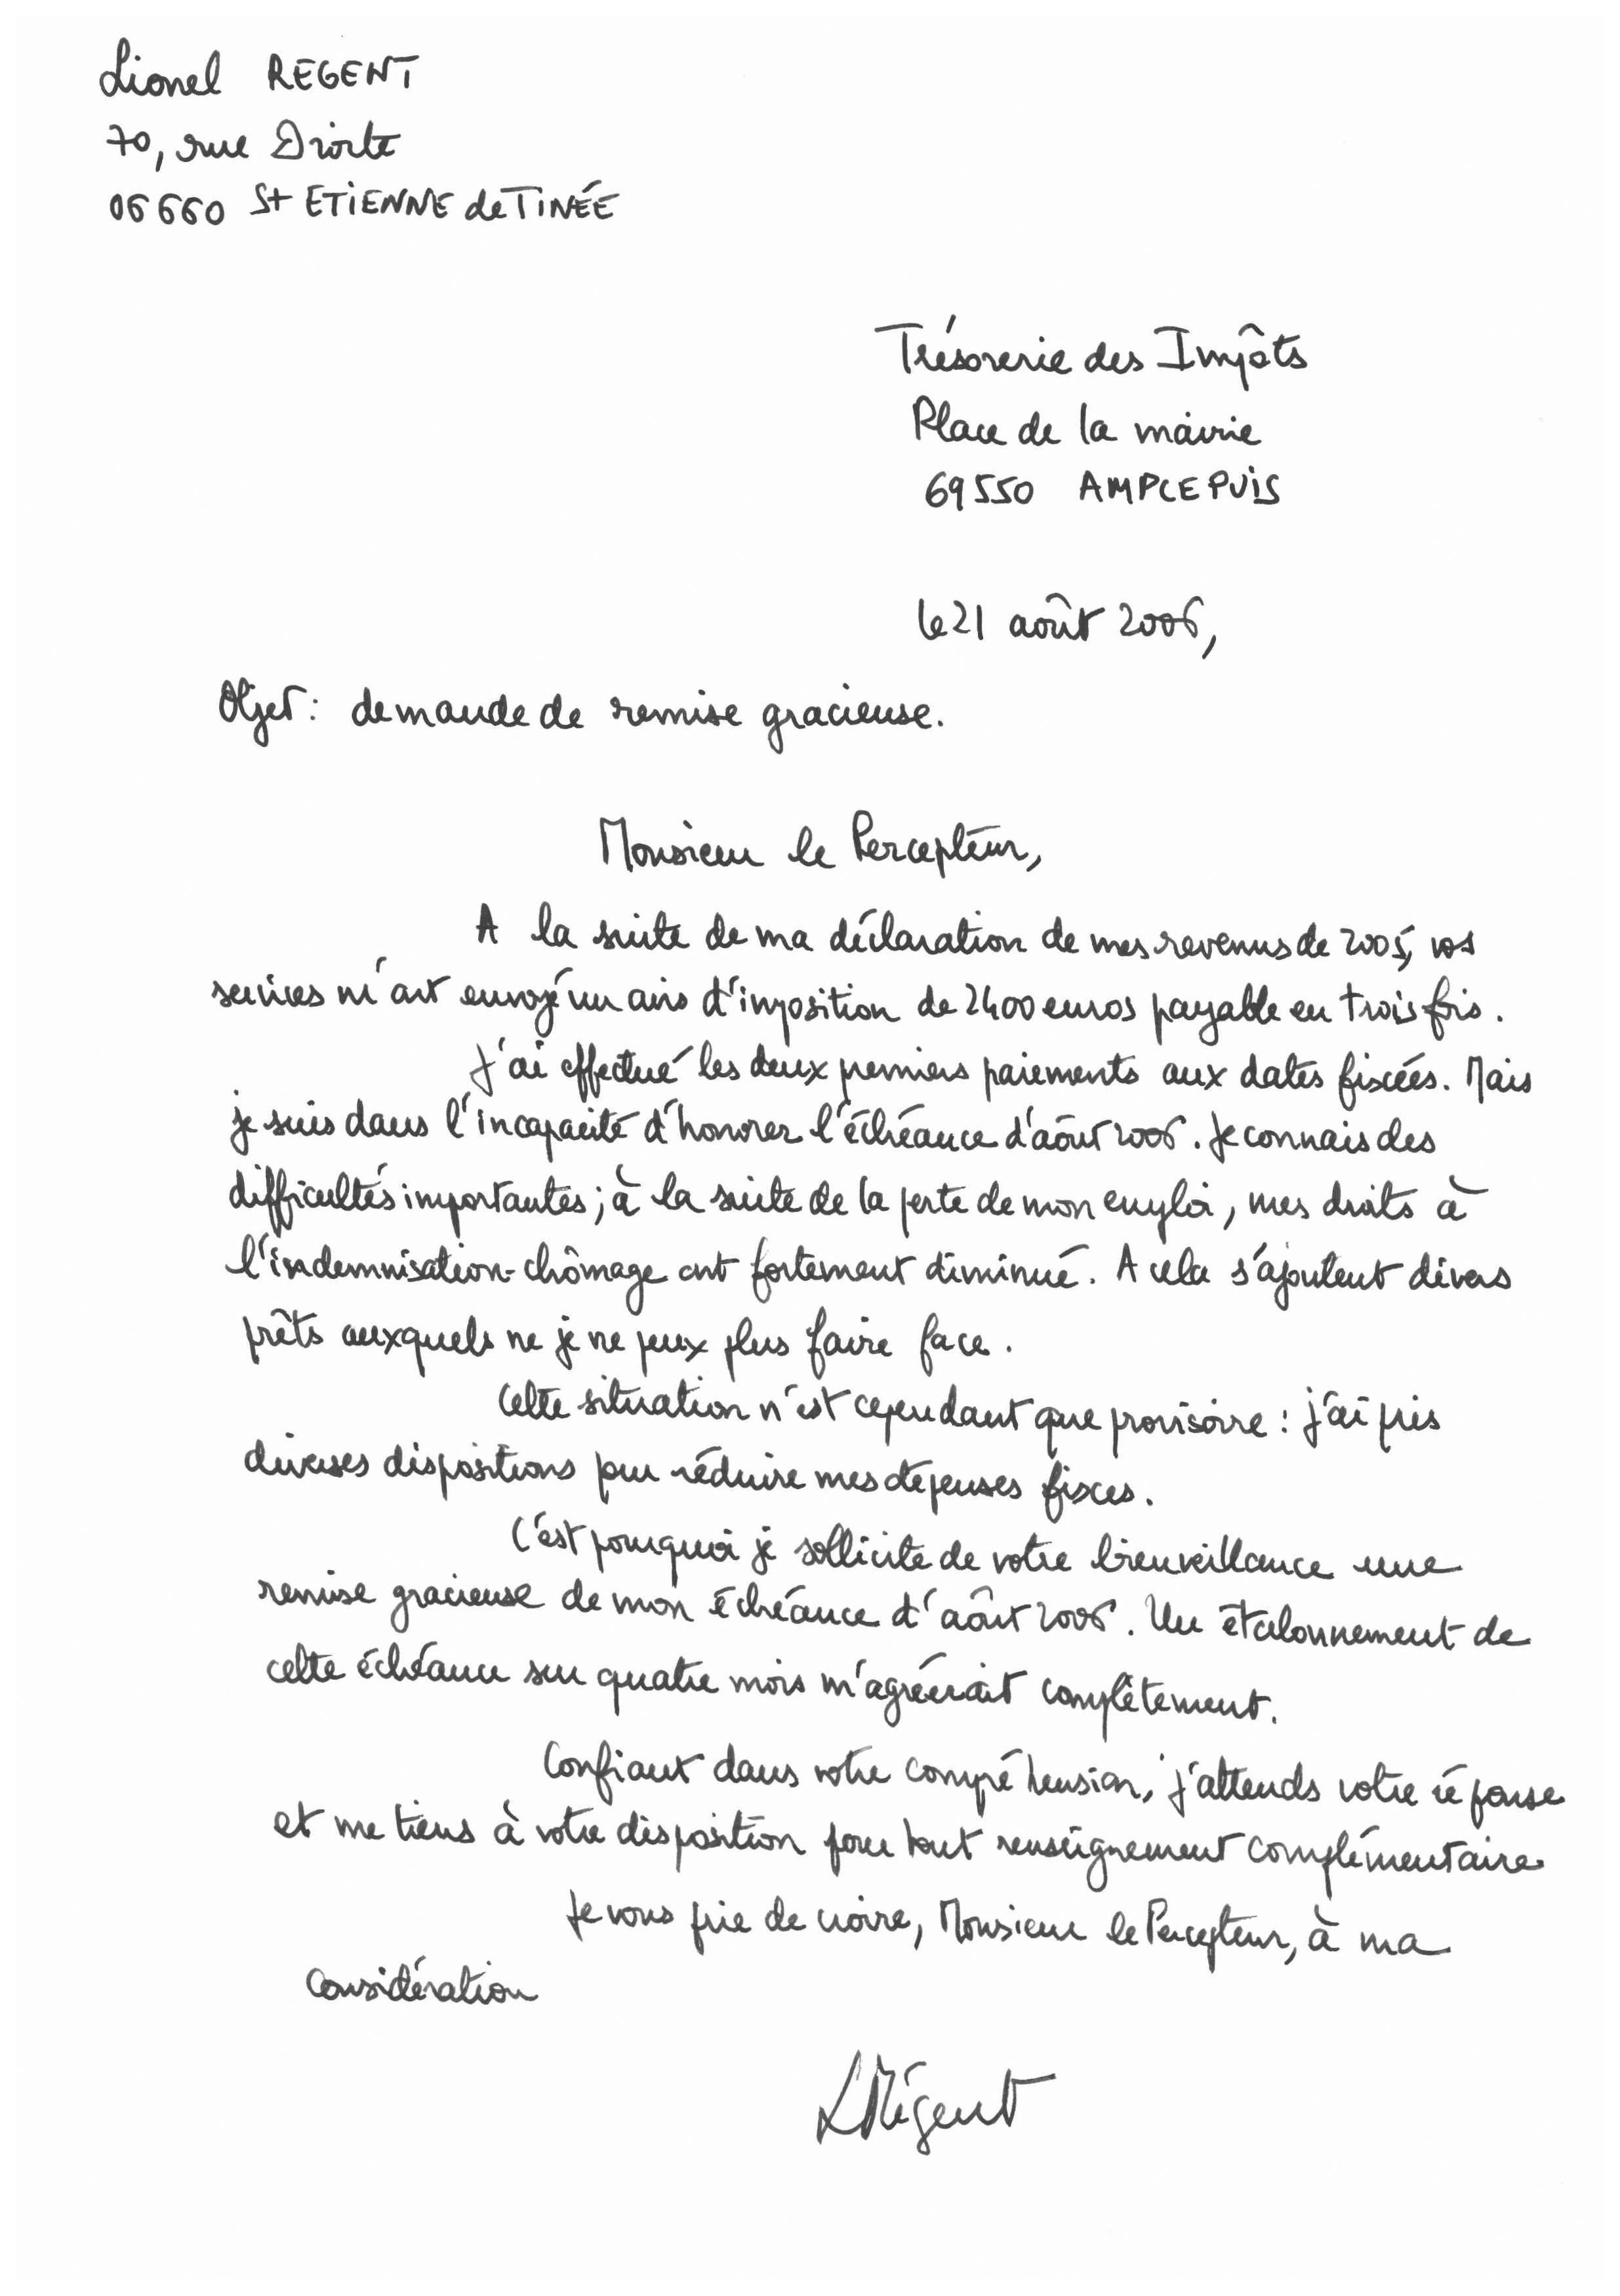 Lionel REGENT
70, rue Droite
06660 St ETIENNE de TINÉE
Trésorerie des Impôts
Place de la mairie
69550 AMPLEPUIS
le 21 août 2006,
Objet : demande de remise gracieuse.
Monsieur le Percepteur,
A la suite de ma déclaration de mes revenus de 2005, vos
services m'ont envoyé un avis d'imposition de 2400 euros payable en trois fois.
J'ai effectué les deux premiers paiements aux dates fixées. Mais
je suis dans l'incapacité d'honorer l'échéance d'août 2006. Je connais des
difficultés importantes ; à la suite de la perte de mon emploi, mes droits à
l'indemnisation-chômage ont fortement diminué. A cela s'ajoutent divers
prêts auxquels ne je ne peux plus faire face.
Cette situation n'est cependant que provisoire : j'ai pris
diverses dispositions pour réduire mes dépenses fixes.
C'est pourquoi je sollicite de votre bienveillance une
remise gracieuse de mon échéance d'août 2006. Un étalonnement de
cette échéance sur quatre mois m'agréerait complètement.
Confiant dans votre compréhension, j'attends votre réponse
et me tiens à votre disposition pour tout renseignement complémentaire
Je vous prie de croire, Monsieur le Percepteur, à ma
considération
LRégent